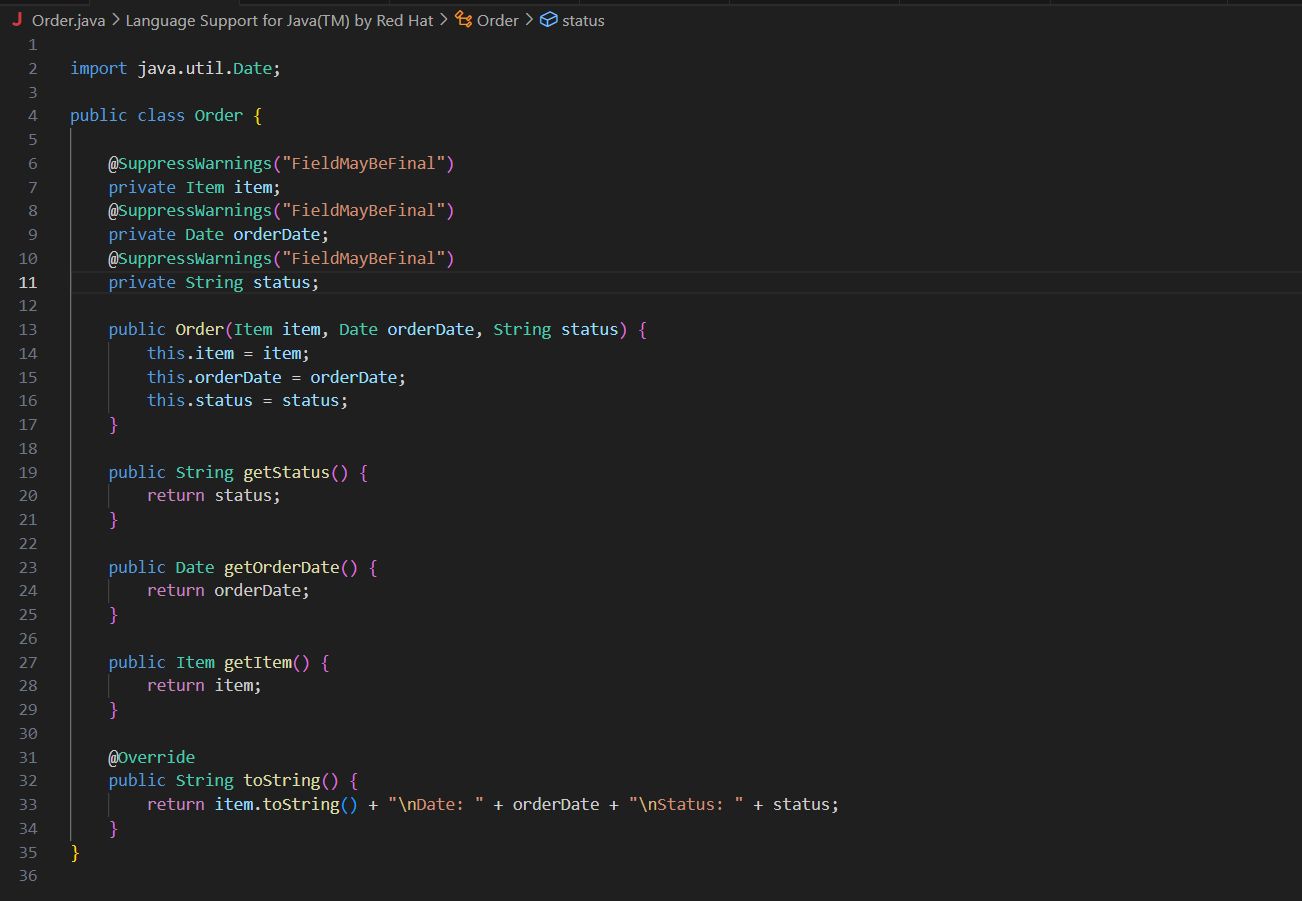 J Order.java > Language Support for Java(TM) by Red Hat > Order > status
1
2 import java.util.Date;
3
4 public class Order {
5
6     @SuppressWarnings("FieldMayBeFinal")
7     private Item item;
8     @SuppressWarnings("FieldMayBeFinal")
9     private Date orderDate;
10     @SuppressWarnings("FieldMayBeFinal")
11     private String status;
12
13     public Order(Item item, Date orderDate, String status) {
14         this.item = item;
15         this.orderDate = orderDate;
16         this.status = status;
17     }
18
19     public String getStatus() {
20         return status;
21     }
22
23     public Date getOrderDate() {
24         return orderDate;
25     }
26
27     public Item getItem() {
28         return item;
29     }
30
31     @Override
32     public String toString() {
33         return item.toString() + "\nDate: " + orderDate + "\nStatus: " + status;
34     }
35 }
36